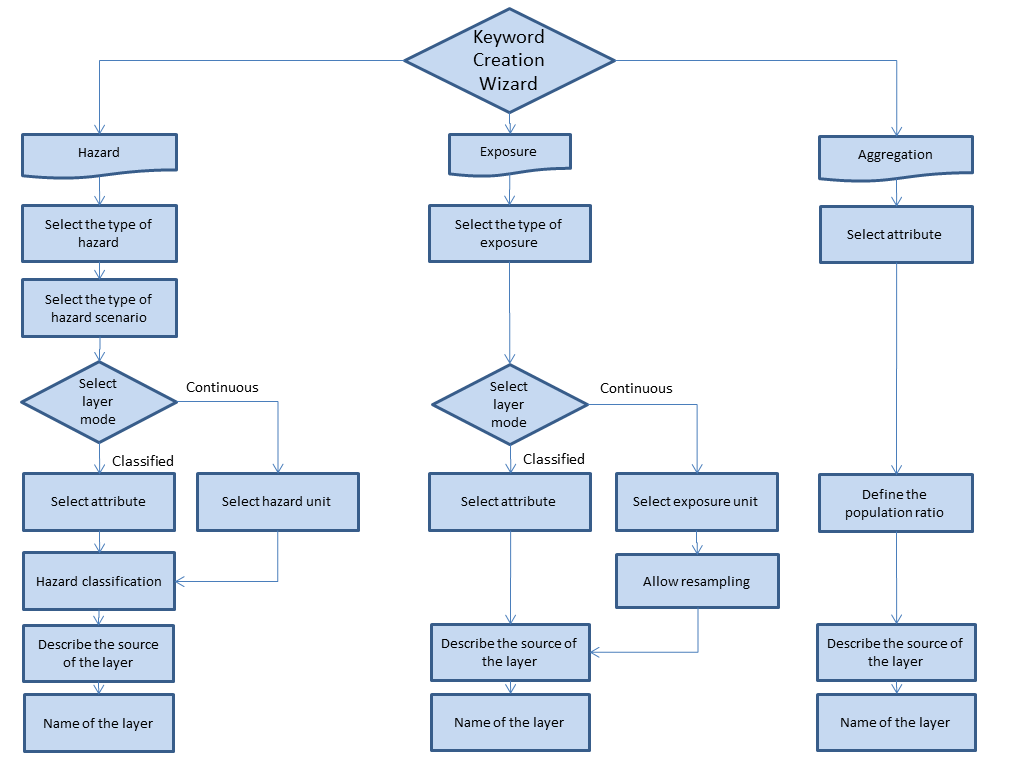 Keyword
Creation
Wizard
Hazard
Exposure
Aggregation
Select the type of
hazard
Select the type of
exposure
Select attribute
Select the type of
hazard scenario
Select
layer
mode
Continuous
Classified
Select
layer
mode
Continuous
Classified
Select attribute
Select hazard unit
Select attribute
Select exposure unit
Define the
population ratio
Hazard classification
Allow resampling
Describe the source
of the layer
Describe the source of
the layer
Describe the source of
the layer
Name of the layer
Name of the layer
Name of the layer